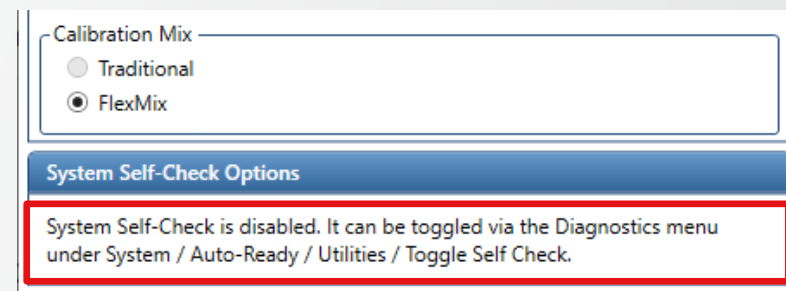 Calibration Mix
Traditional
FlexMix
System Self-Check Options
System Self-Check is disabled. It can be toggled via the Diagnostics menu
under System / Auto-Ready / Utilities / Toggle Self Check.